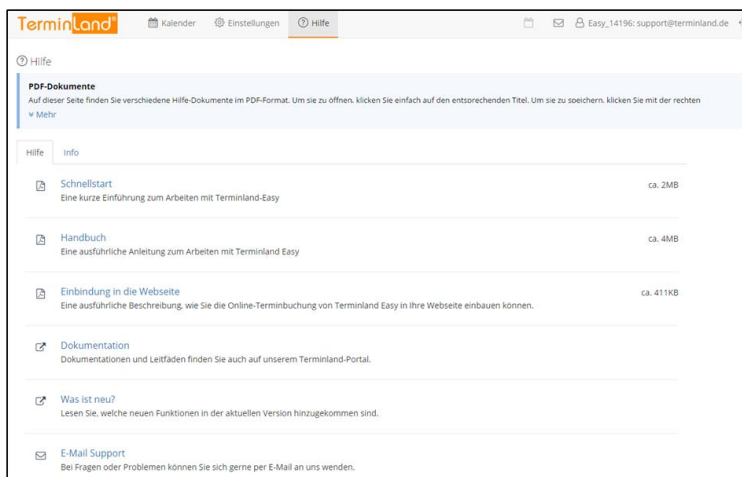 Terminland®
Kalender
Einstellungen
Hilfe
Easy_14196: support@terminland.de
Hilfe
PDF-Dokumente
Auf dieser Seite finden Sie verschiedene Hilfe-Dokumente im PDF-Format. Um sie zu öffnen, klicken Sie einfach auf den entsprechenden Titel. Um sie zu speichern, klicken Sie mit der rechten
Mehr
Hilfe
Info
Schnellstart
ca. 2MB
Eine kurze Einführung zum Arbeiten mit Terminland-Easy
Handbuch
ca. 4MB
Eine ausführliche Anleitung zum Arbeiten mit Terminland Easy
Einbindung in die Webseite
ca. 411KB
Eine ausführliche Beschreibung, wie Sie die Online-Terminbuchung von Terminland Easy in Ihre Webseite einbauen können.
Dokumentation
Dokumentationen und Leitfäden finden Sie auch auf unserem Terminland-Portal.
Was ist neu?
Lesen Sie, welche neuen Funktionen in der aktuellen Version hinzugekommen sind.
E-Mail Support
Bei Fragen oder Problemen können Sie sich gerne per E-Mail an uns wenden.